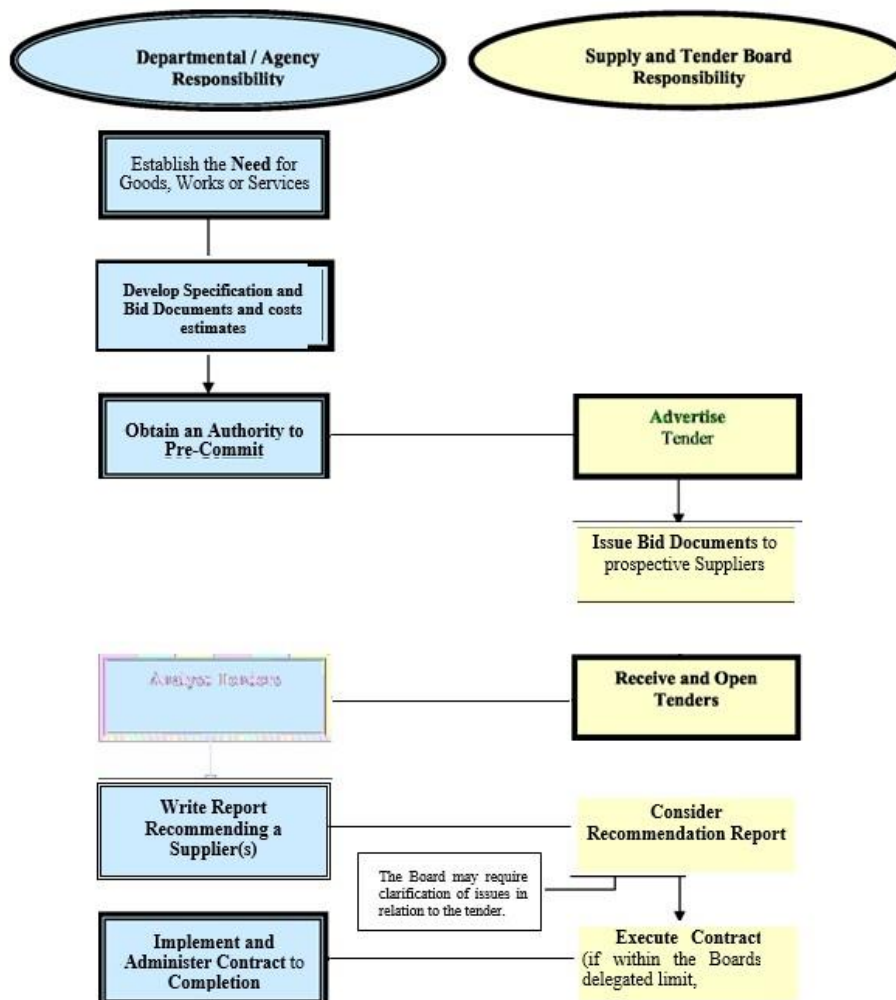 Departmental / Agency
Responsibility
Supply and Tender Board
Responsibility
Establish the Need for
Goods, Works or Services
Develop Specification and
Bid Documents and costs
estimates
Obtain an Authority to
Pre-Commit
Advertise
Tender
Issue Bid Documents to
prospective Suppliers
Receive and Open
Tenders
Write Report
Recommending a
Supplier(s)
Consider
Recommendation Report
The Board may require
clarification of issues in
relation to the tender.
Implement and
Administer Contract to
Completion
Execute Contract
(if within the Boards
delegated limit,